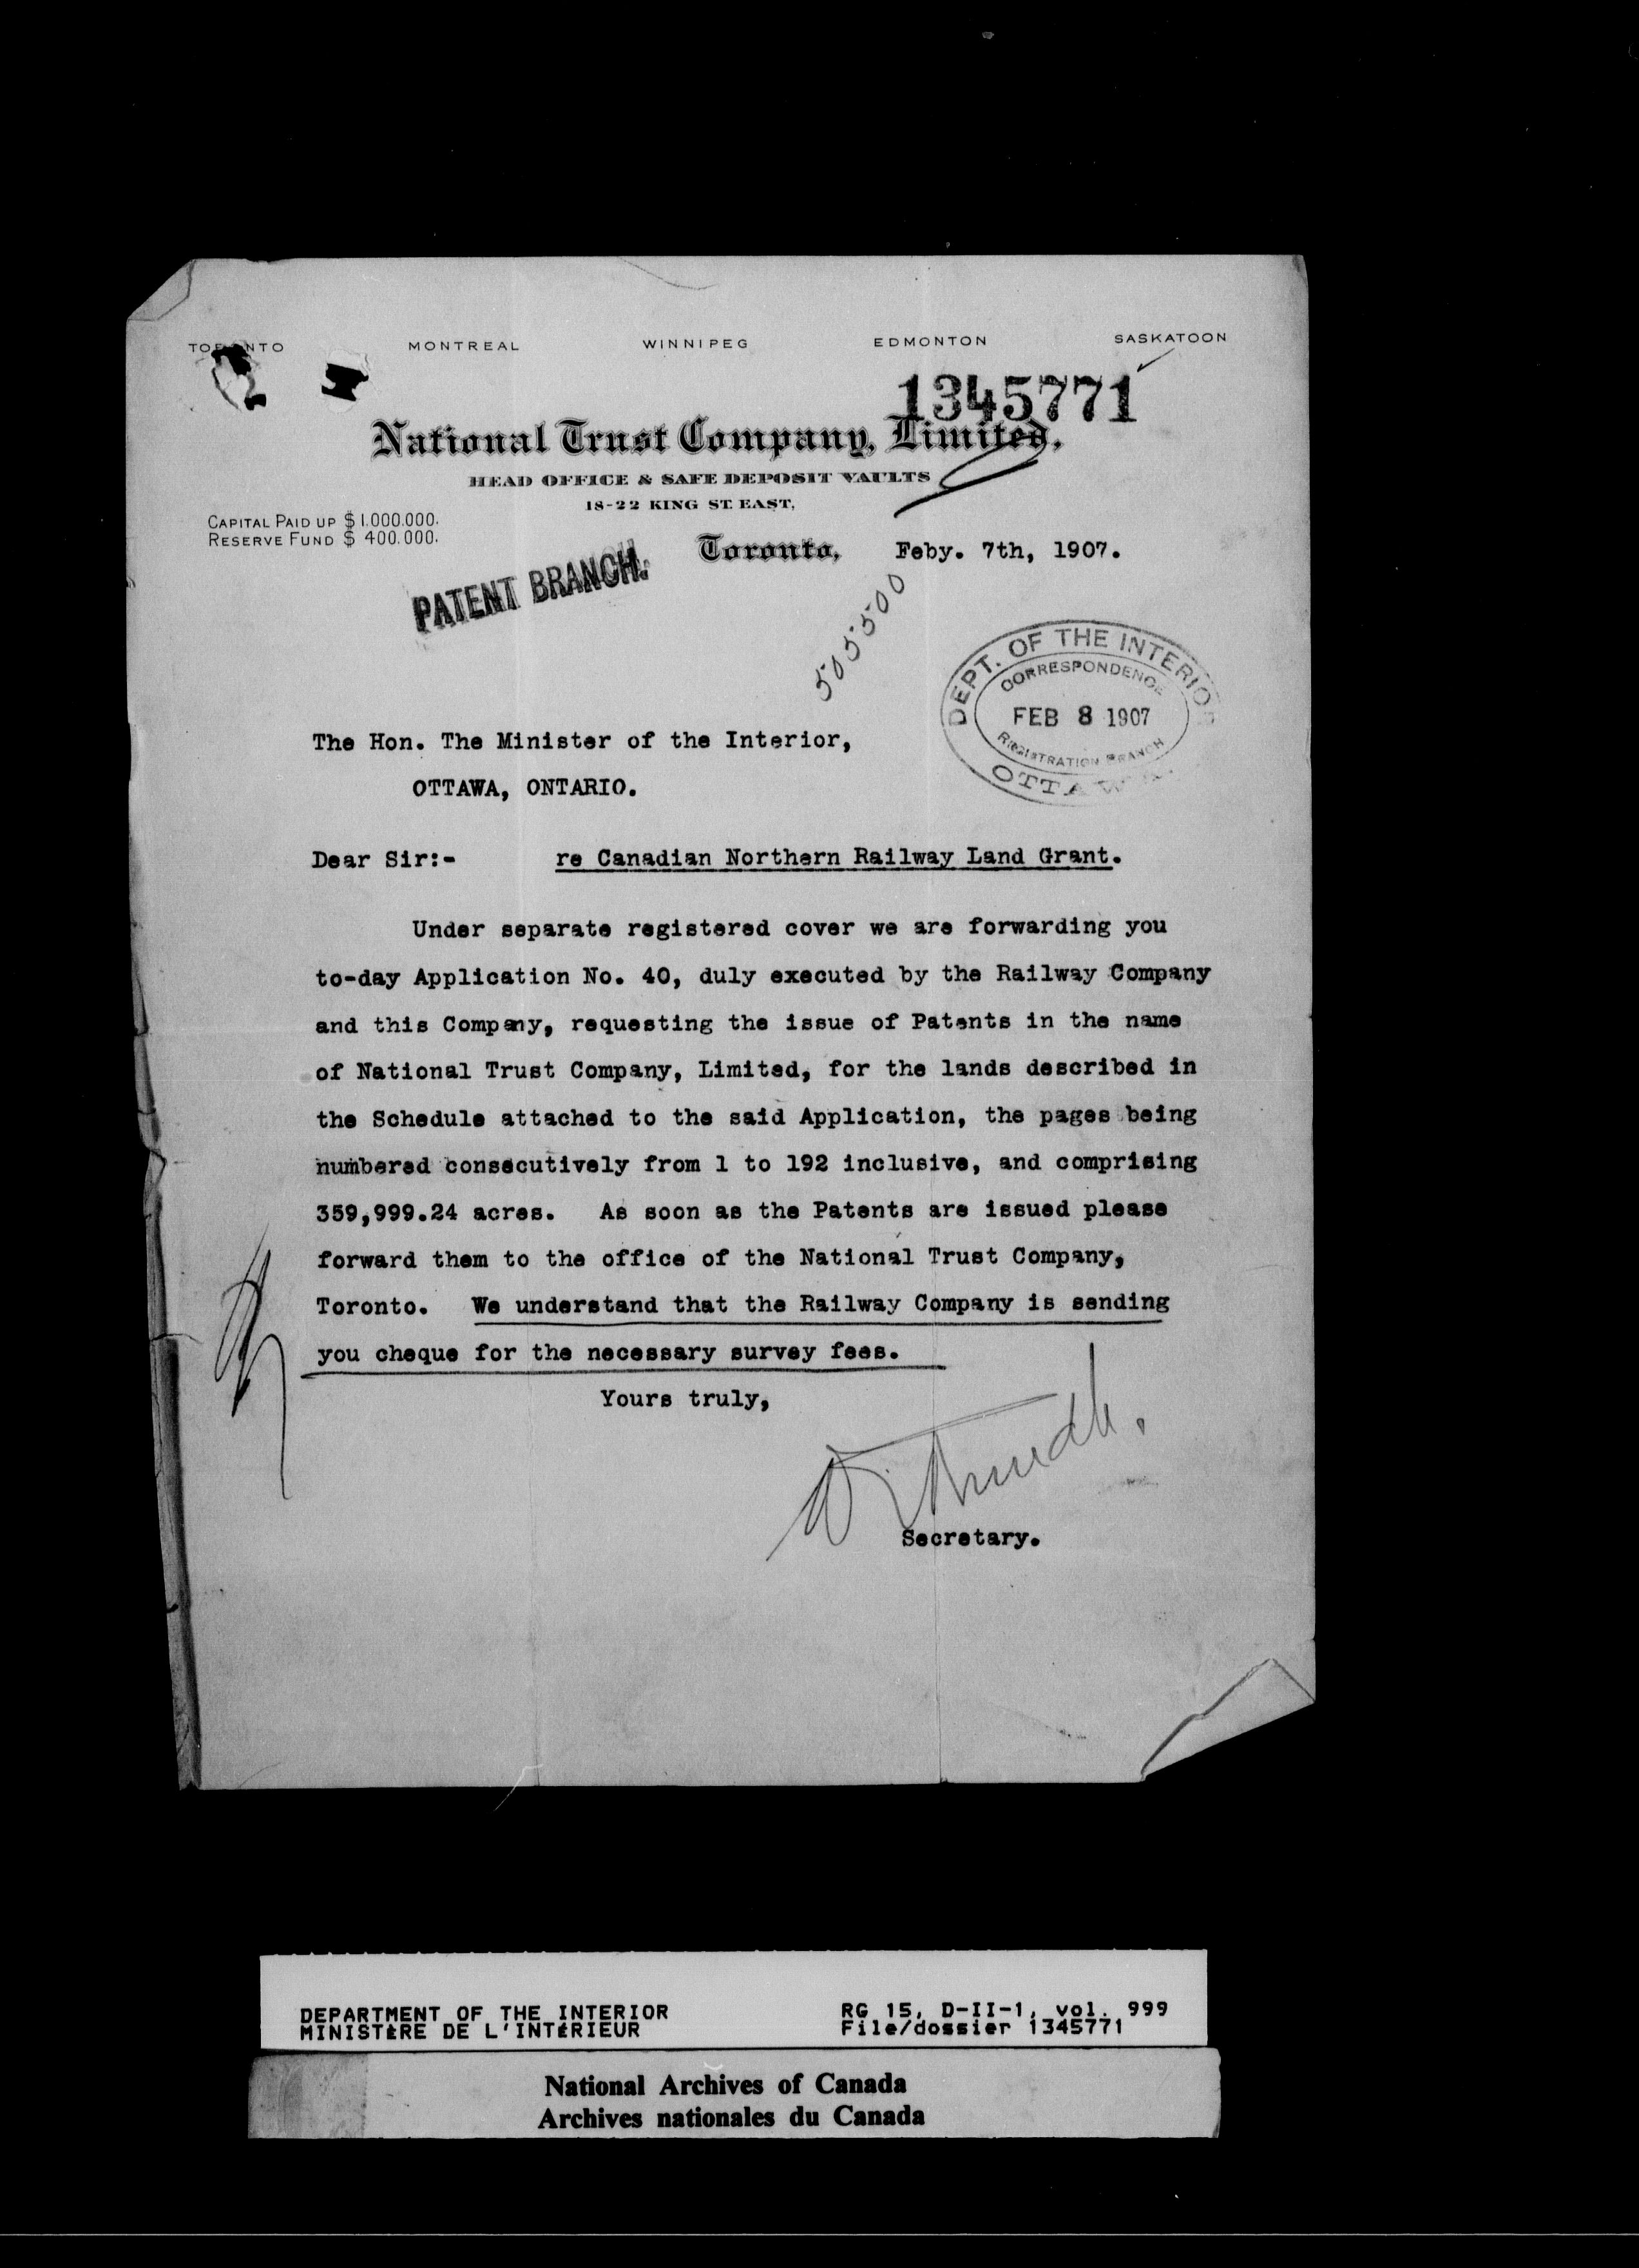 TORONTO MONTREAL WINNIPEG EDMONTON SASKATOON
1345771
National Trust Company, Limited,
HEAD OFFICE & SAFE DEPOSIT VAULTS
18-22 KING ST. EAST,
CAPITAL PAID UP $ 1.000.000.
RESERVE FUND $ 400.000.
Toronto, Feby. 7th, 1907.
PATENT BRANCH.
505500
DEPT. OF THE INTERIOR
CORRESPONDENCE
FEB 8 1907
REGISTRATION BRANCH
OTTAWA.
The Hon. The Minister of the Interior,
OTTAWA, ONTARIO.
Dear Sir:- re Canadian Northern Railway Land Grant.
Under separate registered cover we are forwarding you
to-day Application No. 40, duly executed by the Railway Company
and this Company, requesting the issue of Patents in the name
of National Trust Company, Limited, for the lands described in
the Schedule attached to the said Application, the pages being
numbered consecutively from 1 to 192 inclusive, and comprising
359,999.24 acres. As soon as the Patents are issued please
forward them to the office of the National Trust Company,
Toronto. We understand that the Railway Company is sending
you cheque for the necessary survey fees.
Yours truly,
Secretary.
DEPARTMENT OF THE INTERIOR RG 15, D-II-1, vol. 999
MINISTÈRE DE L'INTÉRIEUR File/dossier 1345771
National Archives of Canada
Archives nationales du Canada